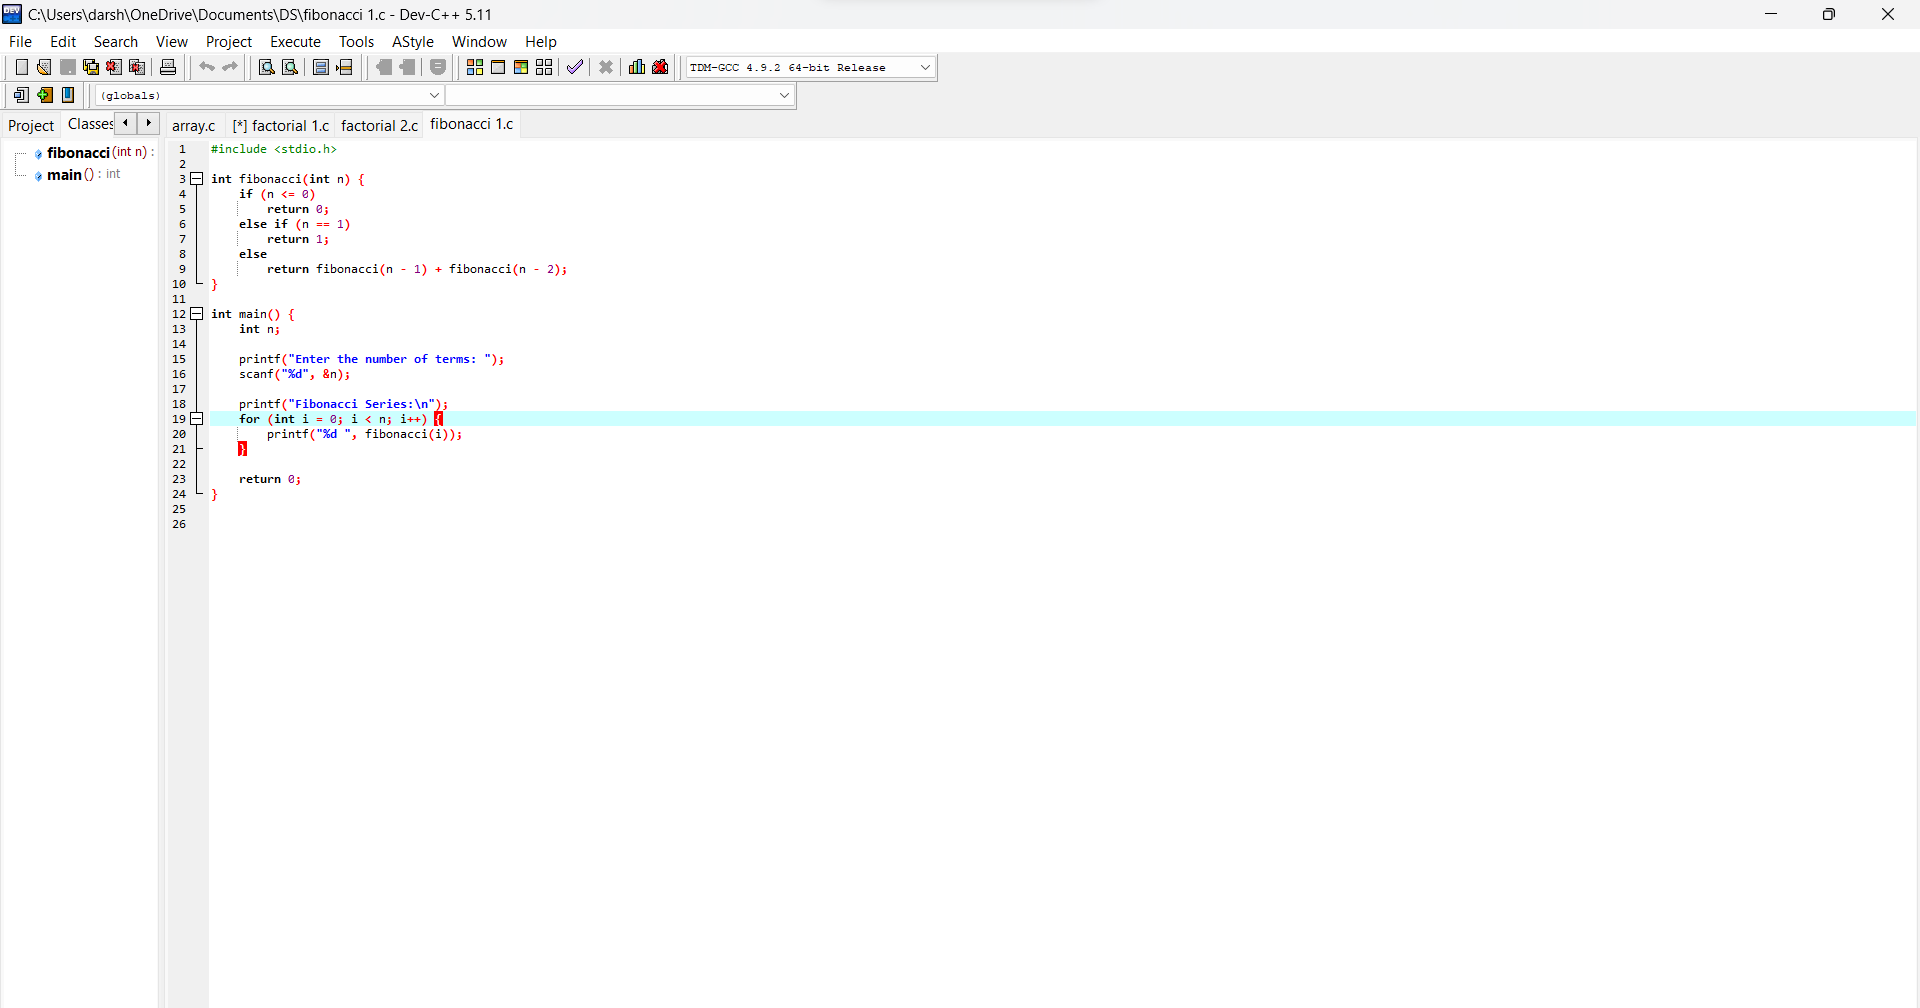 C:\Users\darsh\OneDrive\Documents\DS\fibonacci 1.c - Dev-C++ 5.11
File Edit Search View Project Execute Tools AStyle Window Help
TDM-GCC 4.9.2 64-bit Release
(globals)
Project Classes array.c [*] factorial 1.c factorial 2.c fibonacci 1.c
fibonacci (int n) :
main () : int
1 #include <stdio.h>
2
3 int fibonacci(int n) {
4 if (n <= 0)
5 return 0;
6 else if (n == 1)
7 return 1;
8 else
9 return fibonacci(n - 1) + fibonacci(n - 2);
10 }
11
12 int main() {
13 int n;
14
15 printf("Enter the number of terms: ");
16 scanf("%d", &n);
17
18 printf("Fibonacci Series:\n");
19 for (int i = 0; i < n; i++) {
20 printf("%d ", fibonacci(i));
21 }
22
23 return 0;
24 }
25
26